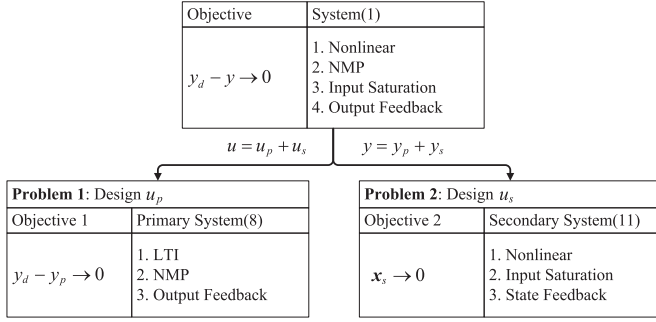 Objective System(1)
y_d − y → 0
1. Nonlinear
2. NMP
3. Input Saturation
4. Output Feedback
u = u_p + u_s y = y_p + y_s
Problem 1: Design u_p
Objective 1 Primary System(8)
y_d − y_p → 0
1. LTI
2. NMP
3. Output Feedback
Problem 2: Design u_s
Objective 2 Secondary System(11)
x_s → 0
1. Nonlinear
2. Input Saturation
3. State Feedback